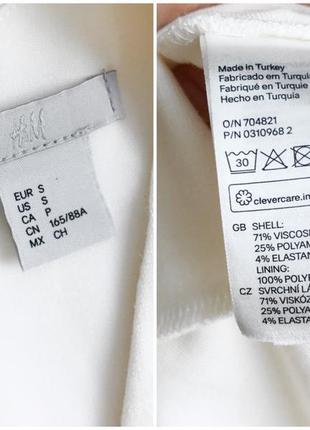 H&M
EUR S
US S
CA P
CN 165/88A
MX CH
Made in Turkey
Fabricado em Turquia
Fabriqué en Turquie
Hecho en Turquía
O/N 704821
P/N 0310968 2
30
clevercare.in
GB SHELL:
71% VISCOS
25% POLYAM
4% ELASTAN
LINING:
100% POLYE
CZ SVRCHNÍ LÁ
71% VISKÓZ
25% POLYAM
4% ELASTA